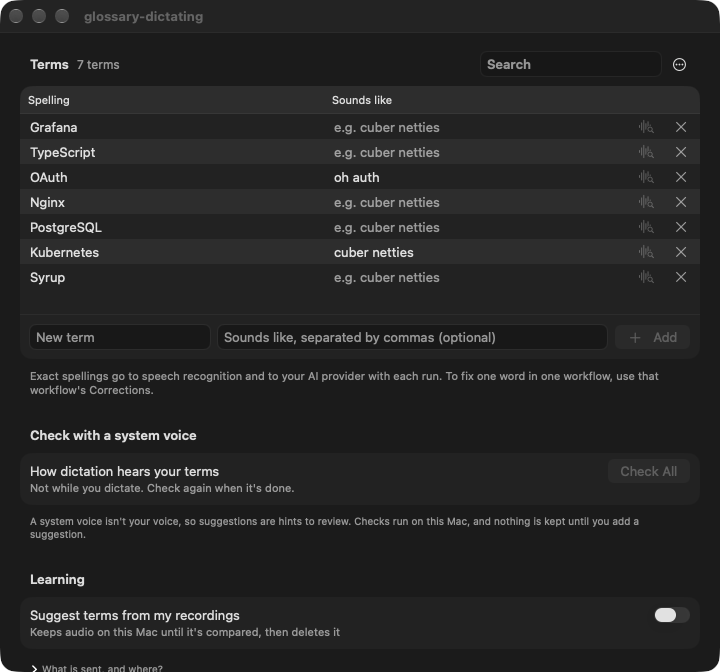 glossary-dictating
Terms 7 terms
Search
Spelling Sounds like
Grafana e.g. cuber netties
TypeScript e.g. cuber netties
OAuth oh auth
Nginx e.g. cuber netties
PostgreSQL e.g. cuber netties
Kubernetes cuber netties
Syrup e.g. cuber netties
New term Sounds like, separated by commas (optional) + Add
Exact spellings go to speech recognition and to your AI provider with each run. To fix one word in one workflow, use that
workflow's Corrections.
Check with a system voice
How dictation hears your terms Check All
Not while you dictate. Check again when it's done.
A system voice isn't your voice, so suggestions are hints to review. Checks run on this Mac, and nothing is kept until you add a
suggestion.
Learning
Suggest terms from my recordings
Keeps audio on this Mac until it's compared, then deletes it
What is sent, and where?